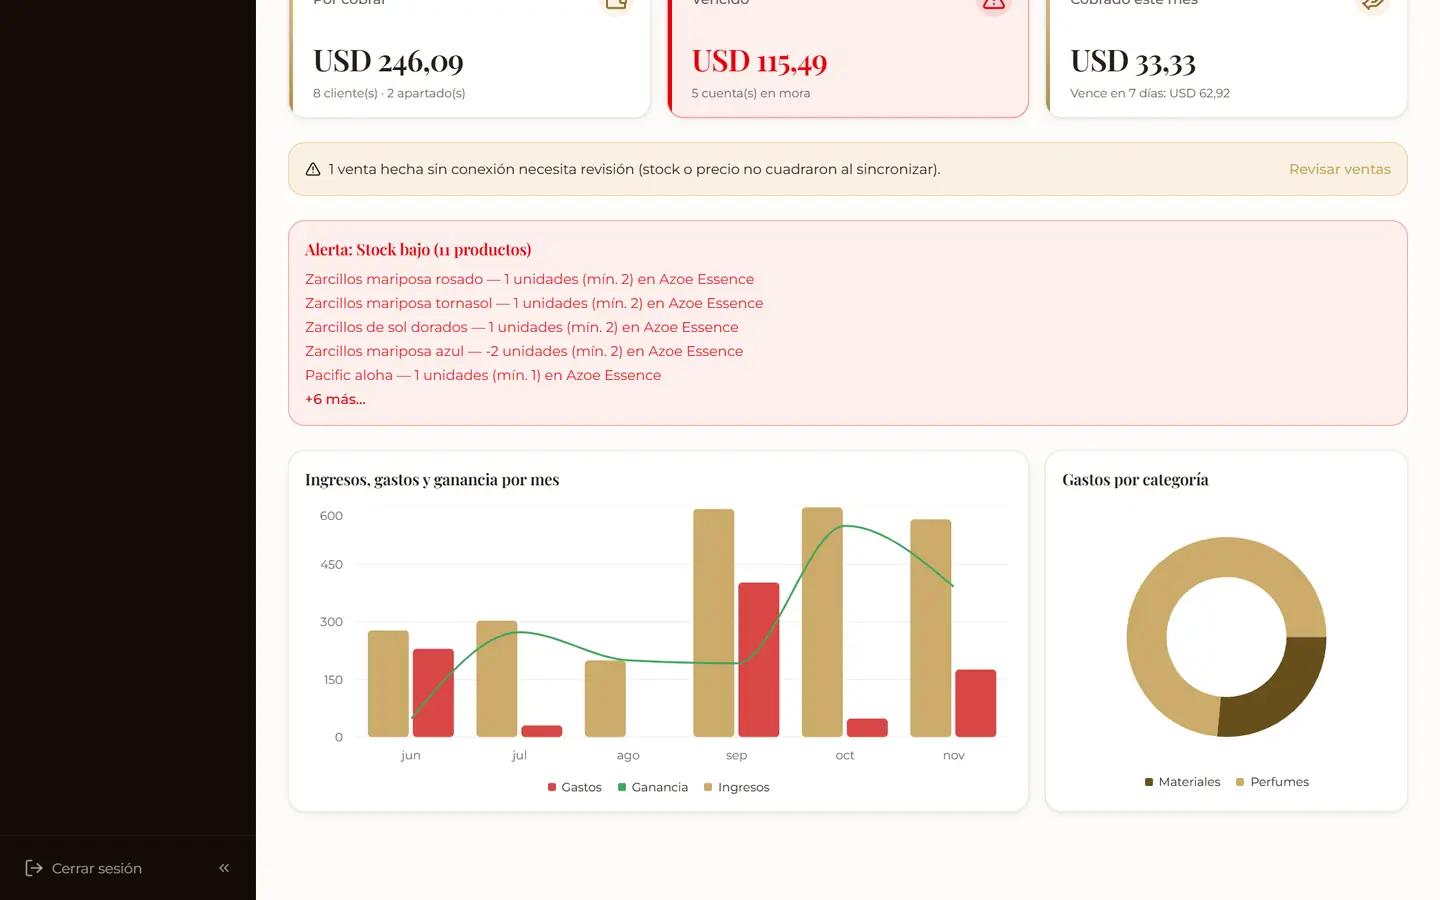 Por cobrar
Vencido
Cobrado este mes
USD 246,09
USD 115,49
USD 33,33
8 cliente(s) · 2 apartado(s)
5 cuenta(s) en mora
Vence en 7 días: USD 62,92
1 venta hecha sin conexión necesita revisión (stock o precio no cuadraron al sincronizar).
Revisar ventas
Alerta: Stock bajo (11 productos)
Zarcillos mariposa rosado — 1 unidades (mín. 2) en Azoe Essence
Zarcillos mariposa tornasol — 1 unidades (mín. 2) en Azoe Essence
Zarcillos de sol dorados — 1 unidades (mín. 2) en Azoe Essence
Zarcillos mariposa azul — -2 unidades (mín. 2) en Azoe Essence
Pacific aloha — 1 unidades (mín. 1) en Azoe Essence
+6 más...
Ingresos, gastos y ganancia por mes
600
450
300
150
0
jun jul ago sep oct nov
Gastos Ganancia Ingresos
Gastos por categoría
Materiales Perfumes
Cerrar sesión «